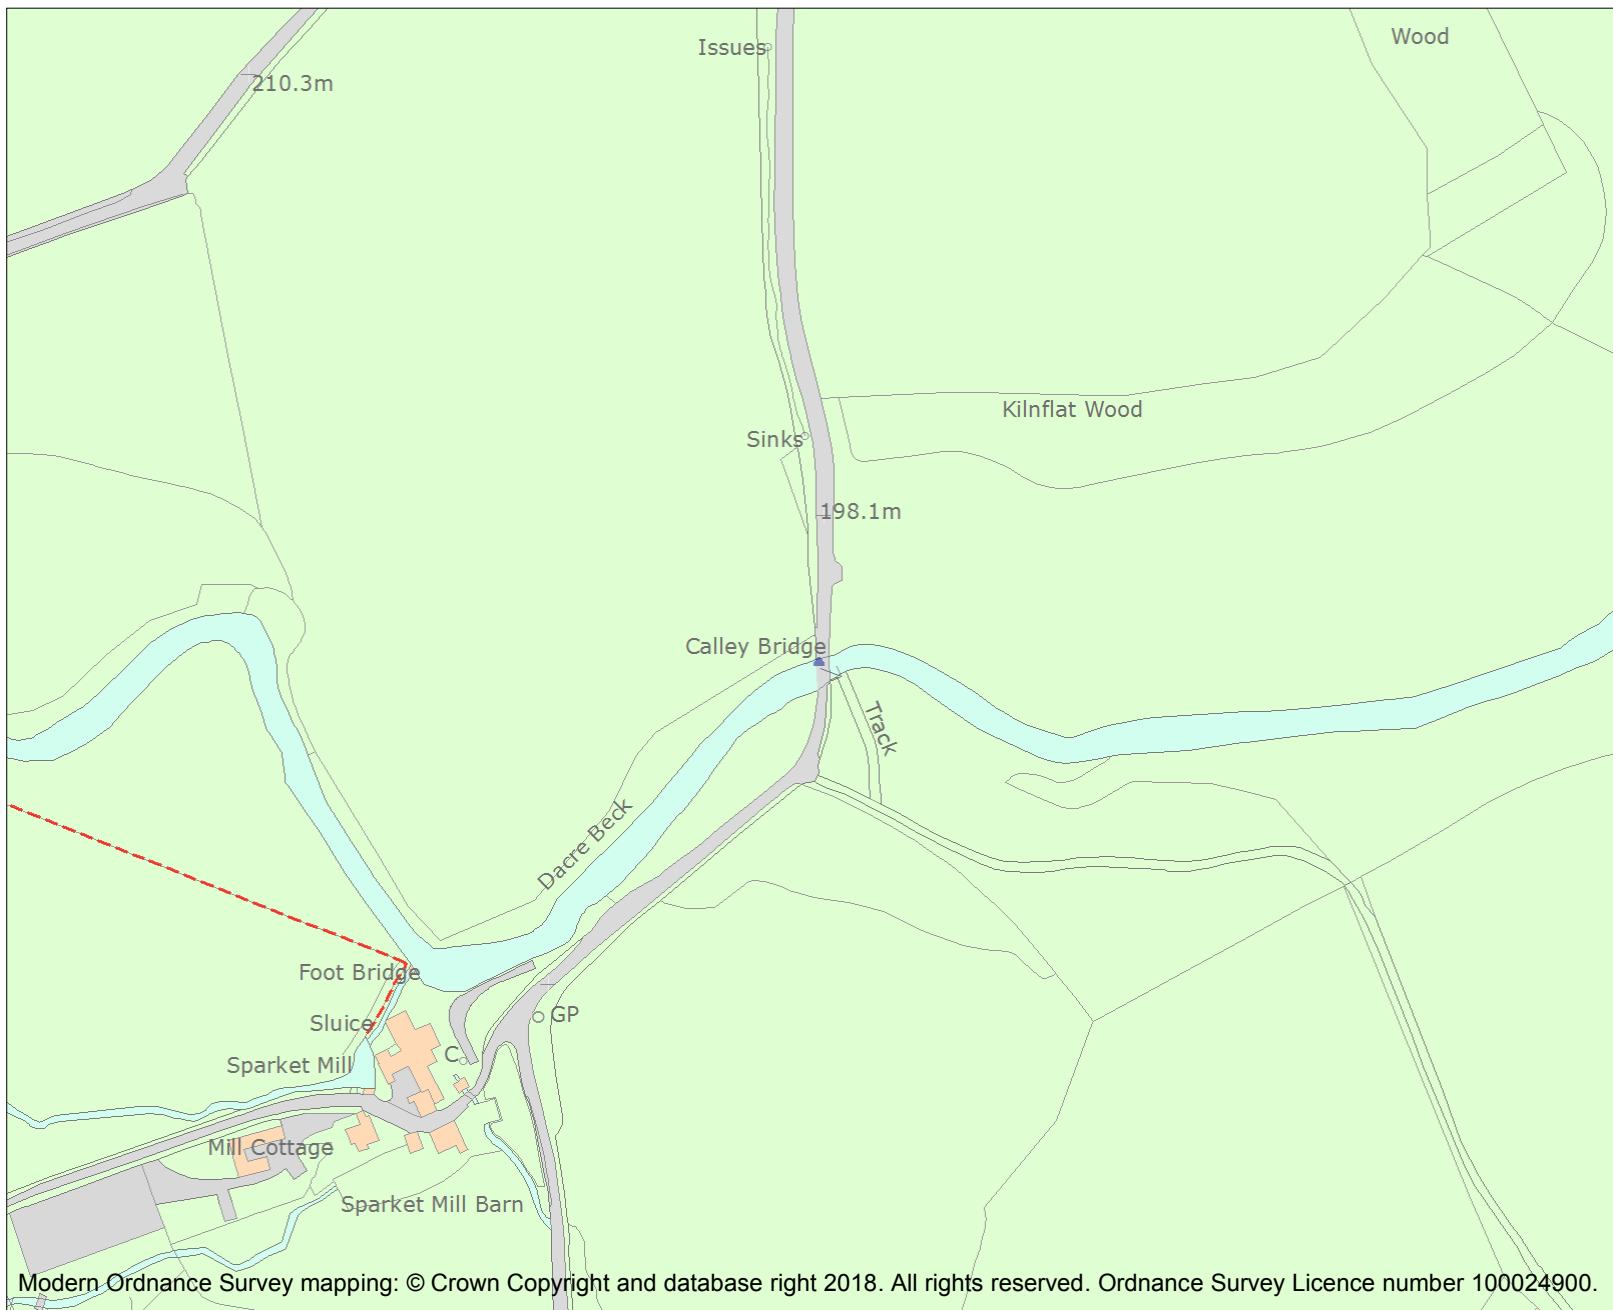 Wood
Issues
210.3m
Kilnflat Wood
Sinks
198.1m
Calley Bridge
Track
Dacre Beck
Foot Bridge
GP
Sluice
C
Sparket Mill
Mill Cottage
Sparket Mill Barn
Modern Ordnance Survey mapping: © Crown Copyright and database right 2018. All rights reserved. Ordnance Survey Licence number 100024900.